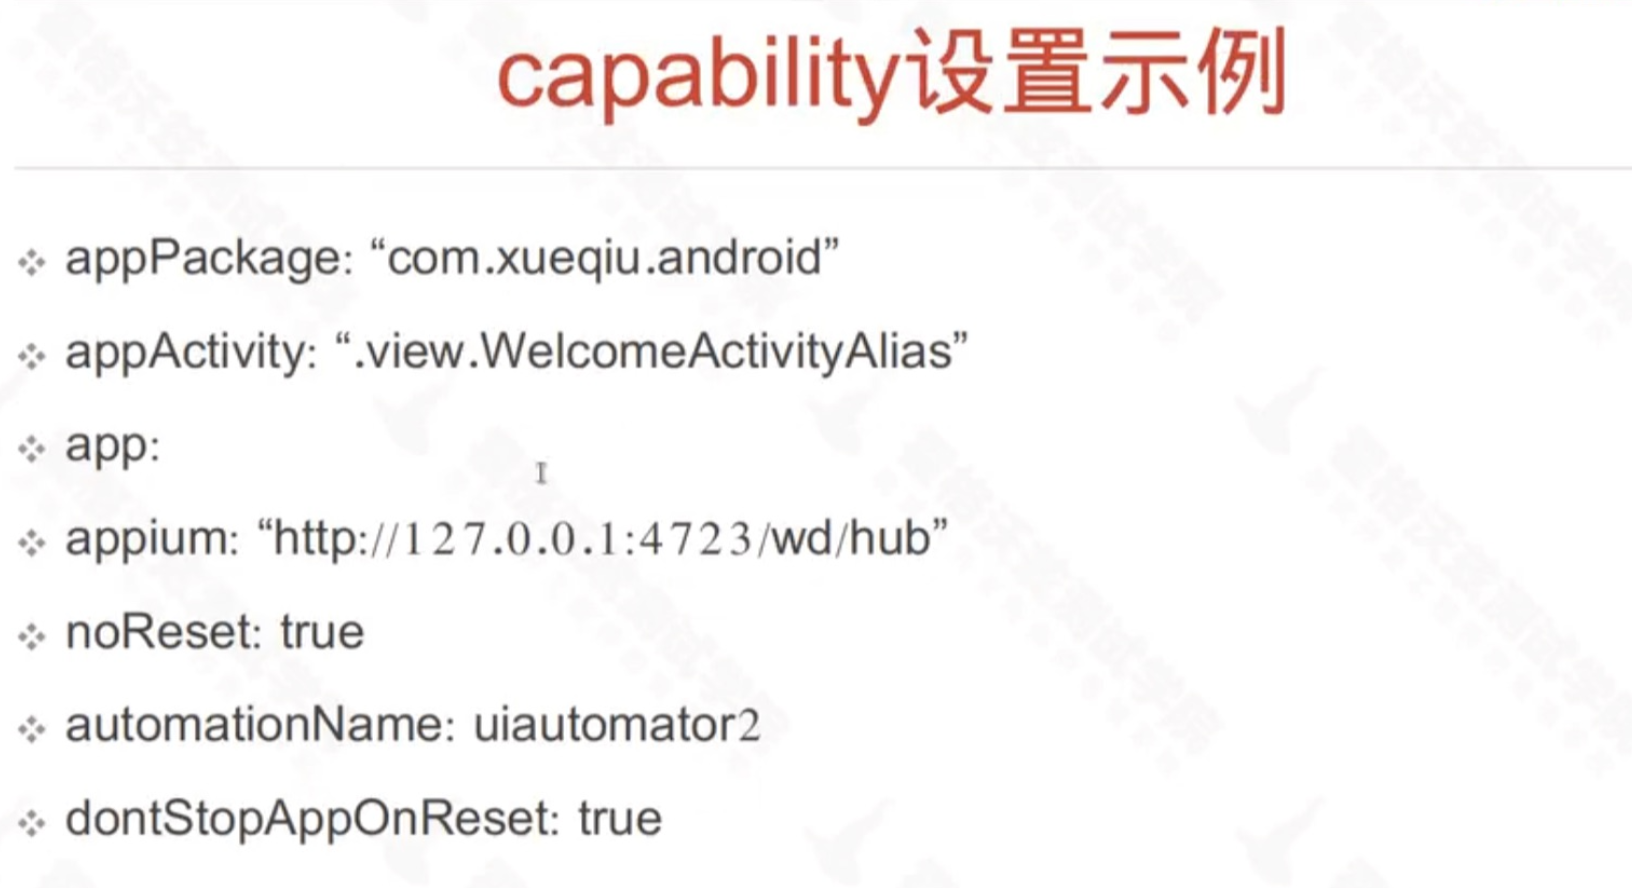 capability设置示例
appPackage: “com.xueqiu.android”
appActivity: “.view.WelcomeActivityAlias”
app:
appium: “http://127.0.0.1:4723/wd/hub”
noReset: true
automationName: uiautomator2
dontStopAppOnReset: true